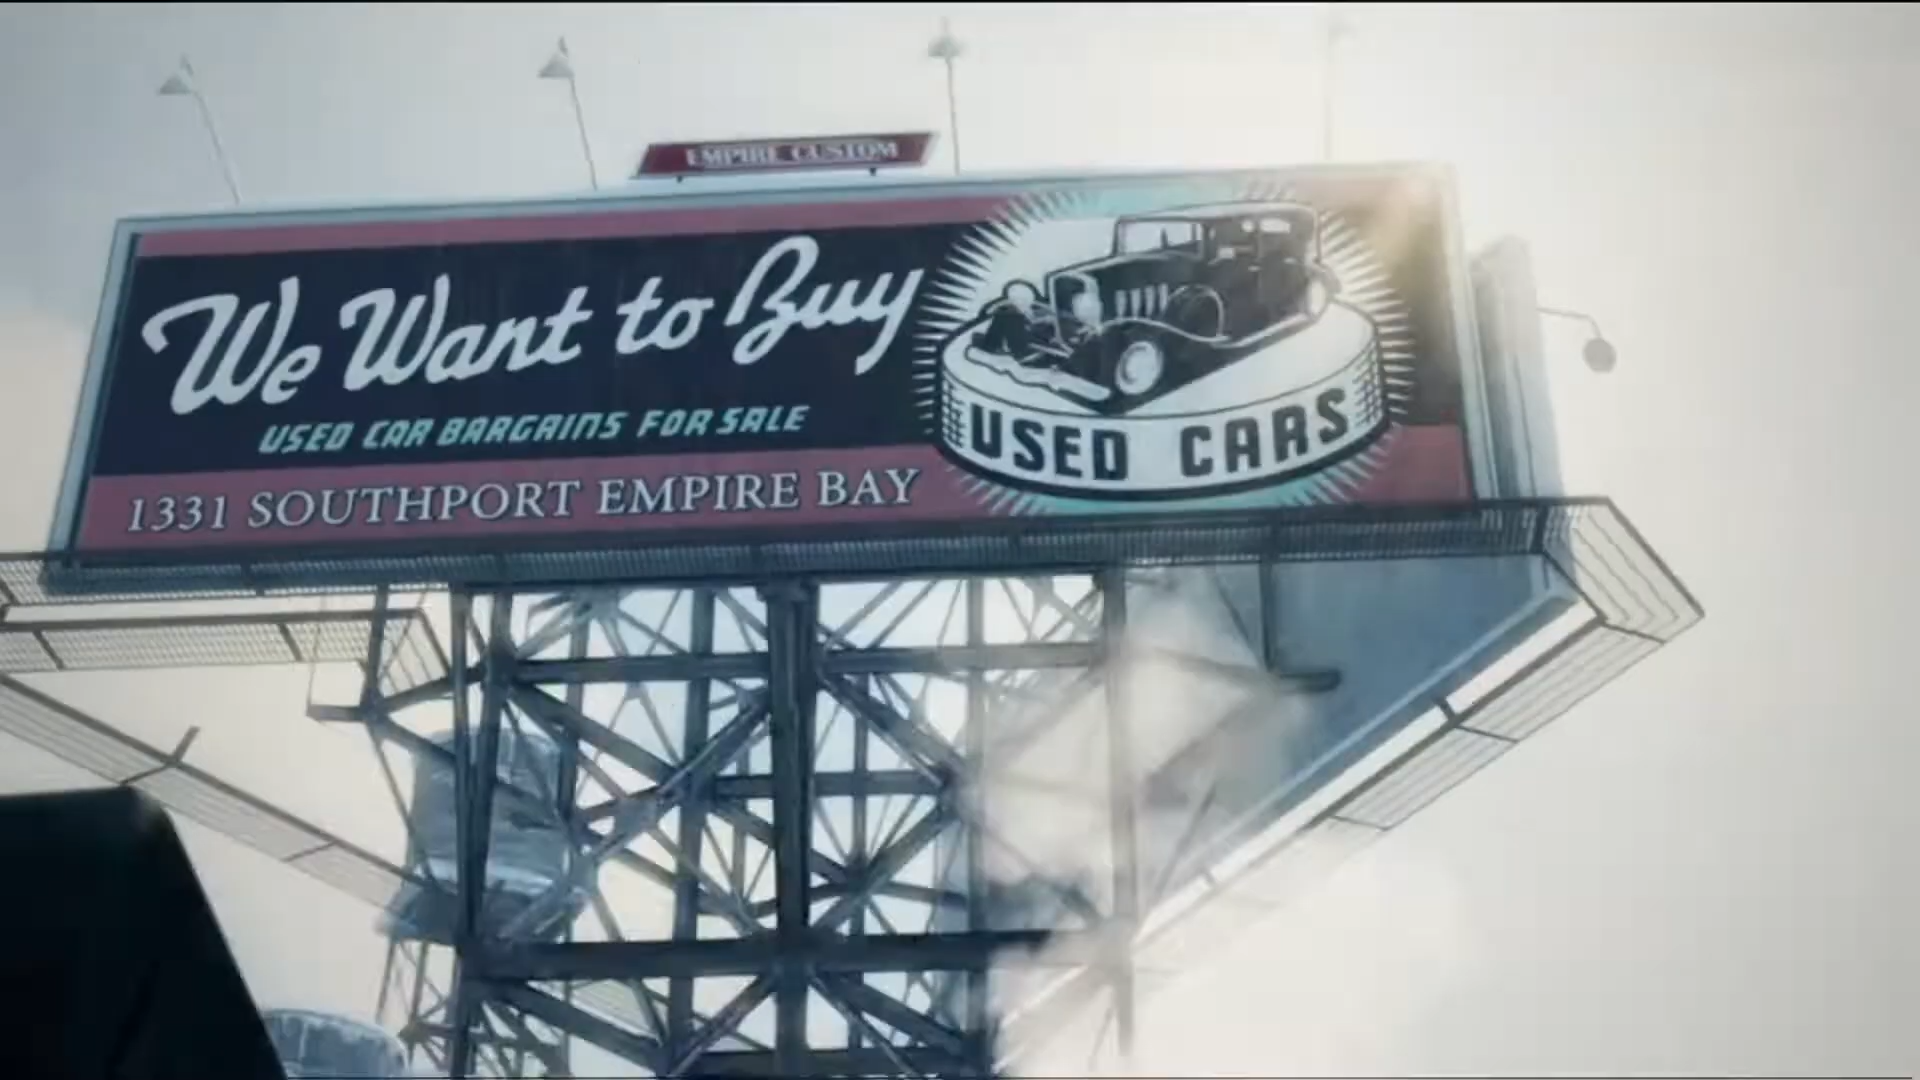 EMPIRE CUSTOM
We Want to Buy
USED CAR BARGAINS FOR SALE
1331 SOUTHPORT EMPIRE BAY
USED CARS